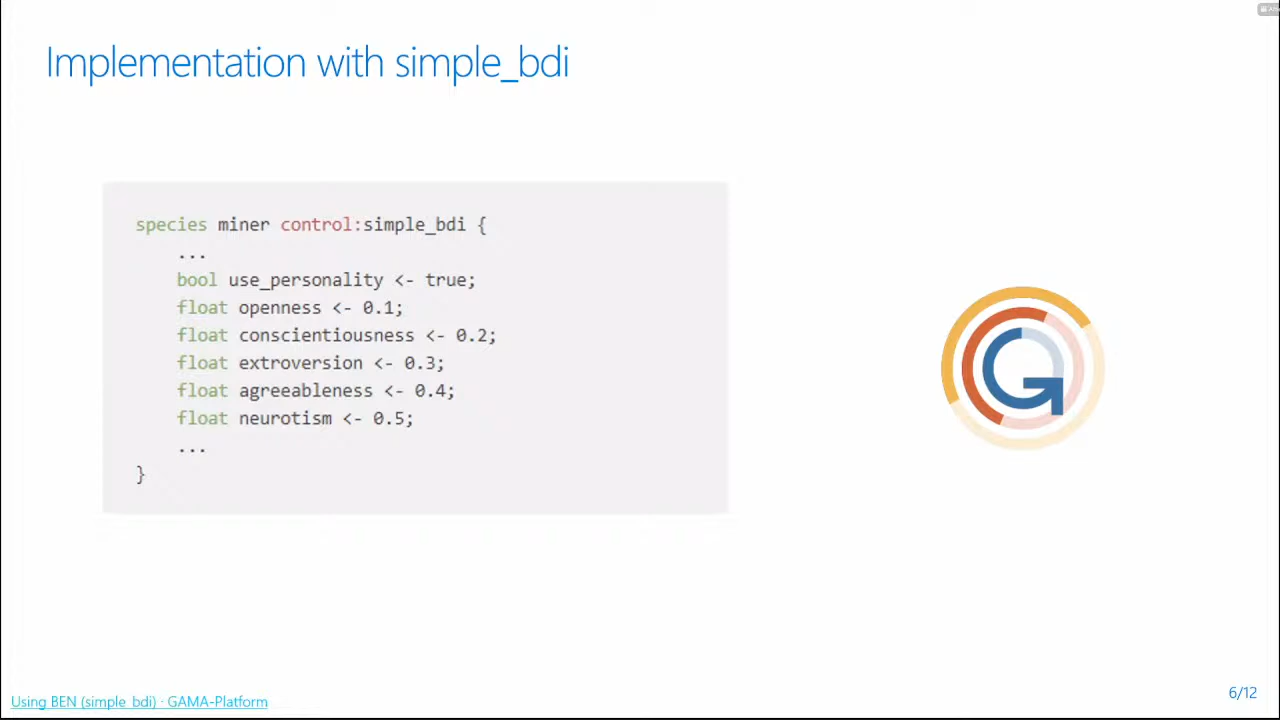 Implementation with simple_bdi
species miner control:simple_bdi {
...
bool use_personality <- true;
float openness <- 0.1;
float conscientiousness <- 0.2;
float extroversion <- 0.3;
float agreeableness <- 0.4;
float neurotism <- 0.5;
...
}
G
Using BEN (simple_bdi) · GAMA-Platform
6/12